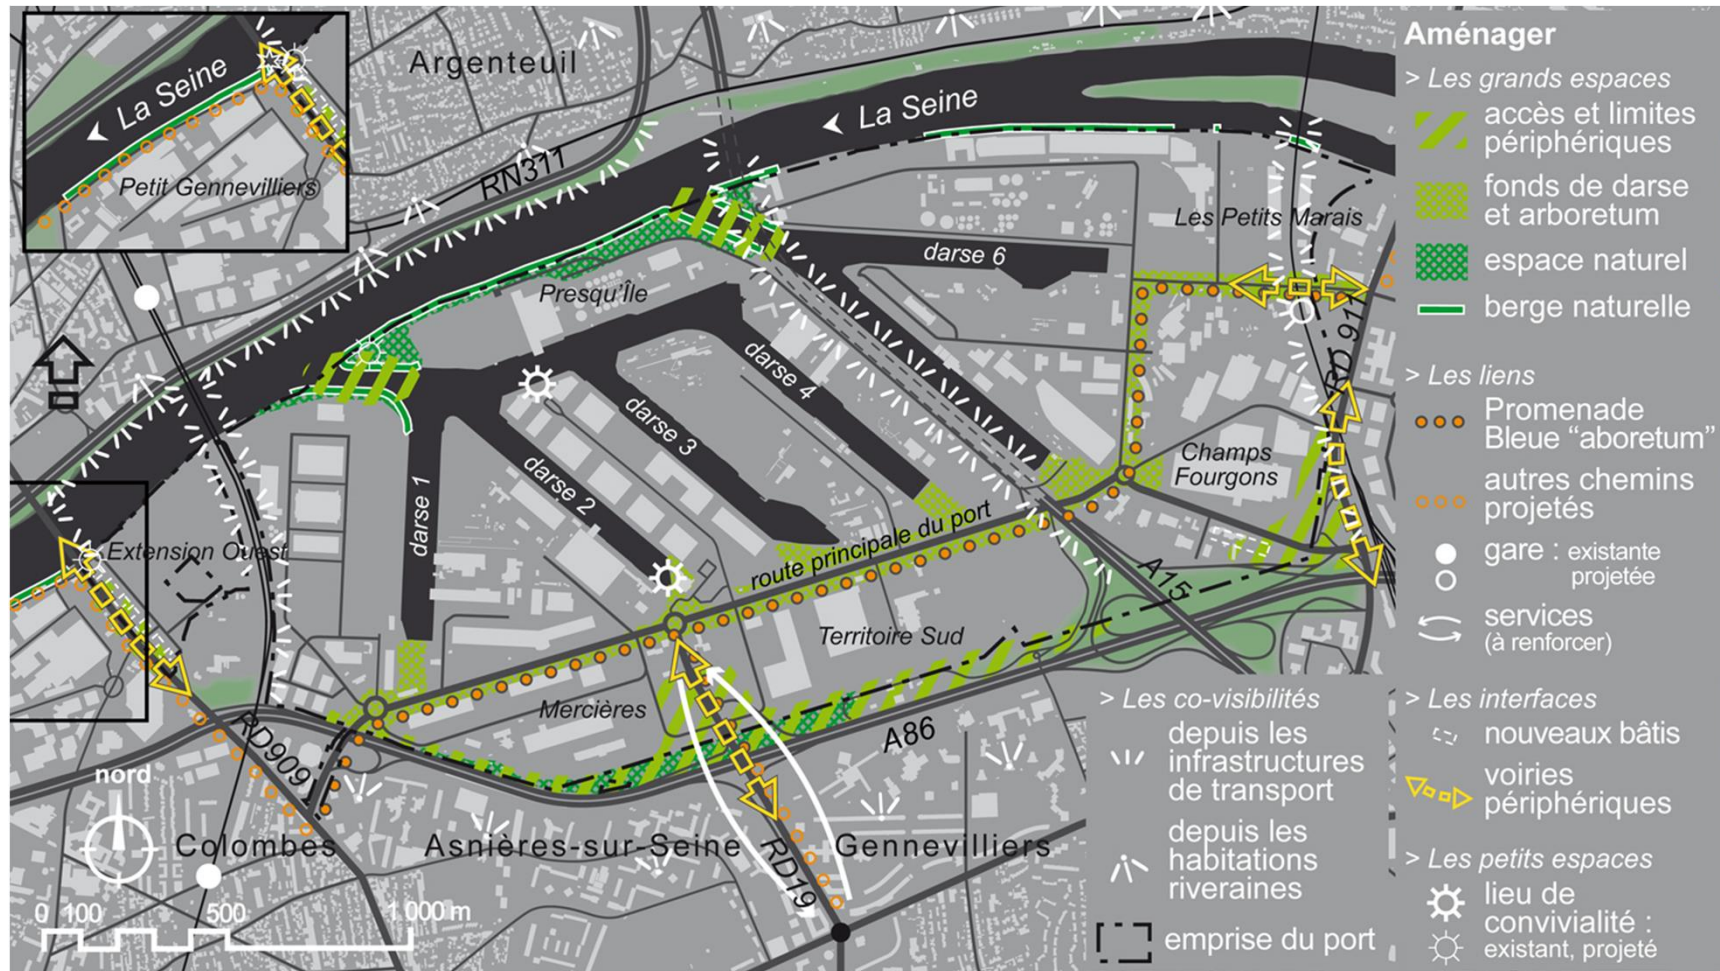 Argenteuil
La Seine
Petit Gennevilliers
La Seine
RN311
Les Petits Marais
darse 6
Presqu'Île
RD 911
darse 4
darse 3
Champs
Fourgons
darse 2
darse 1
Extension Ouest
route principale du port
A15
Territoire Sud
Mercières
A86
RD909
nord
Colombes
Asnières-sur-Seine
Gennevilliers
RD19
0 100 500 1 000 m
Aménager
> Les grands espaces
accès et limites
périphériques
fonds de darse
et arboretum
espace naturel
berge naturelle
> Les liens
Promenade
Bleue "aboretum"
autres chemins
projetés
gare : existante
projetée
services
(à renforcer)
> Les interfaces
nouveaux bâtis
voiries
périphériques
> Les petits espaces
lieu de
convivialité :
existant, projeté
> Les co-visibilités
depuis les
infrastructures
de transport
depuis les
habitations
riveraines
emprise du port